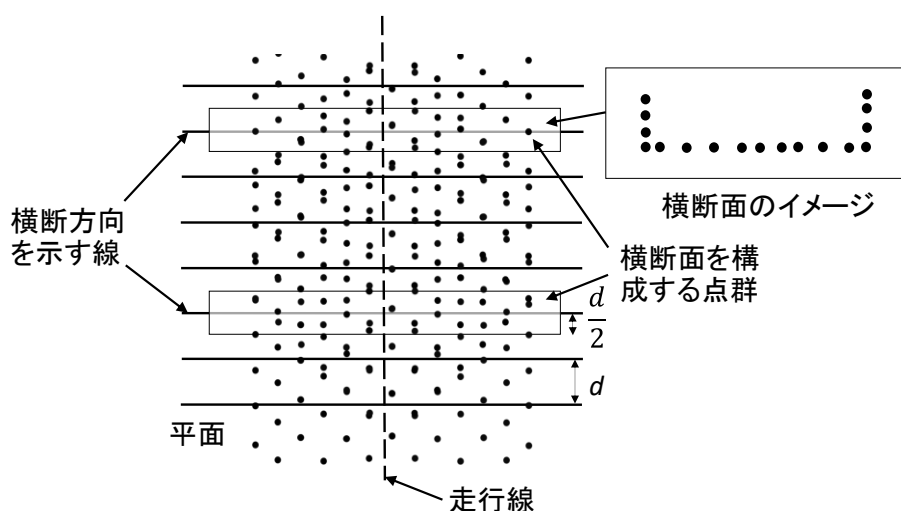 横断面のイメージ
横断方向
を示す線
横断面を構
成する点群
d
2
d
平面
走行線